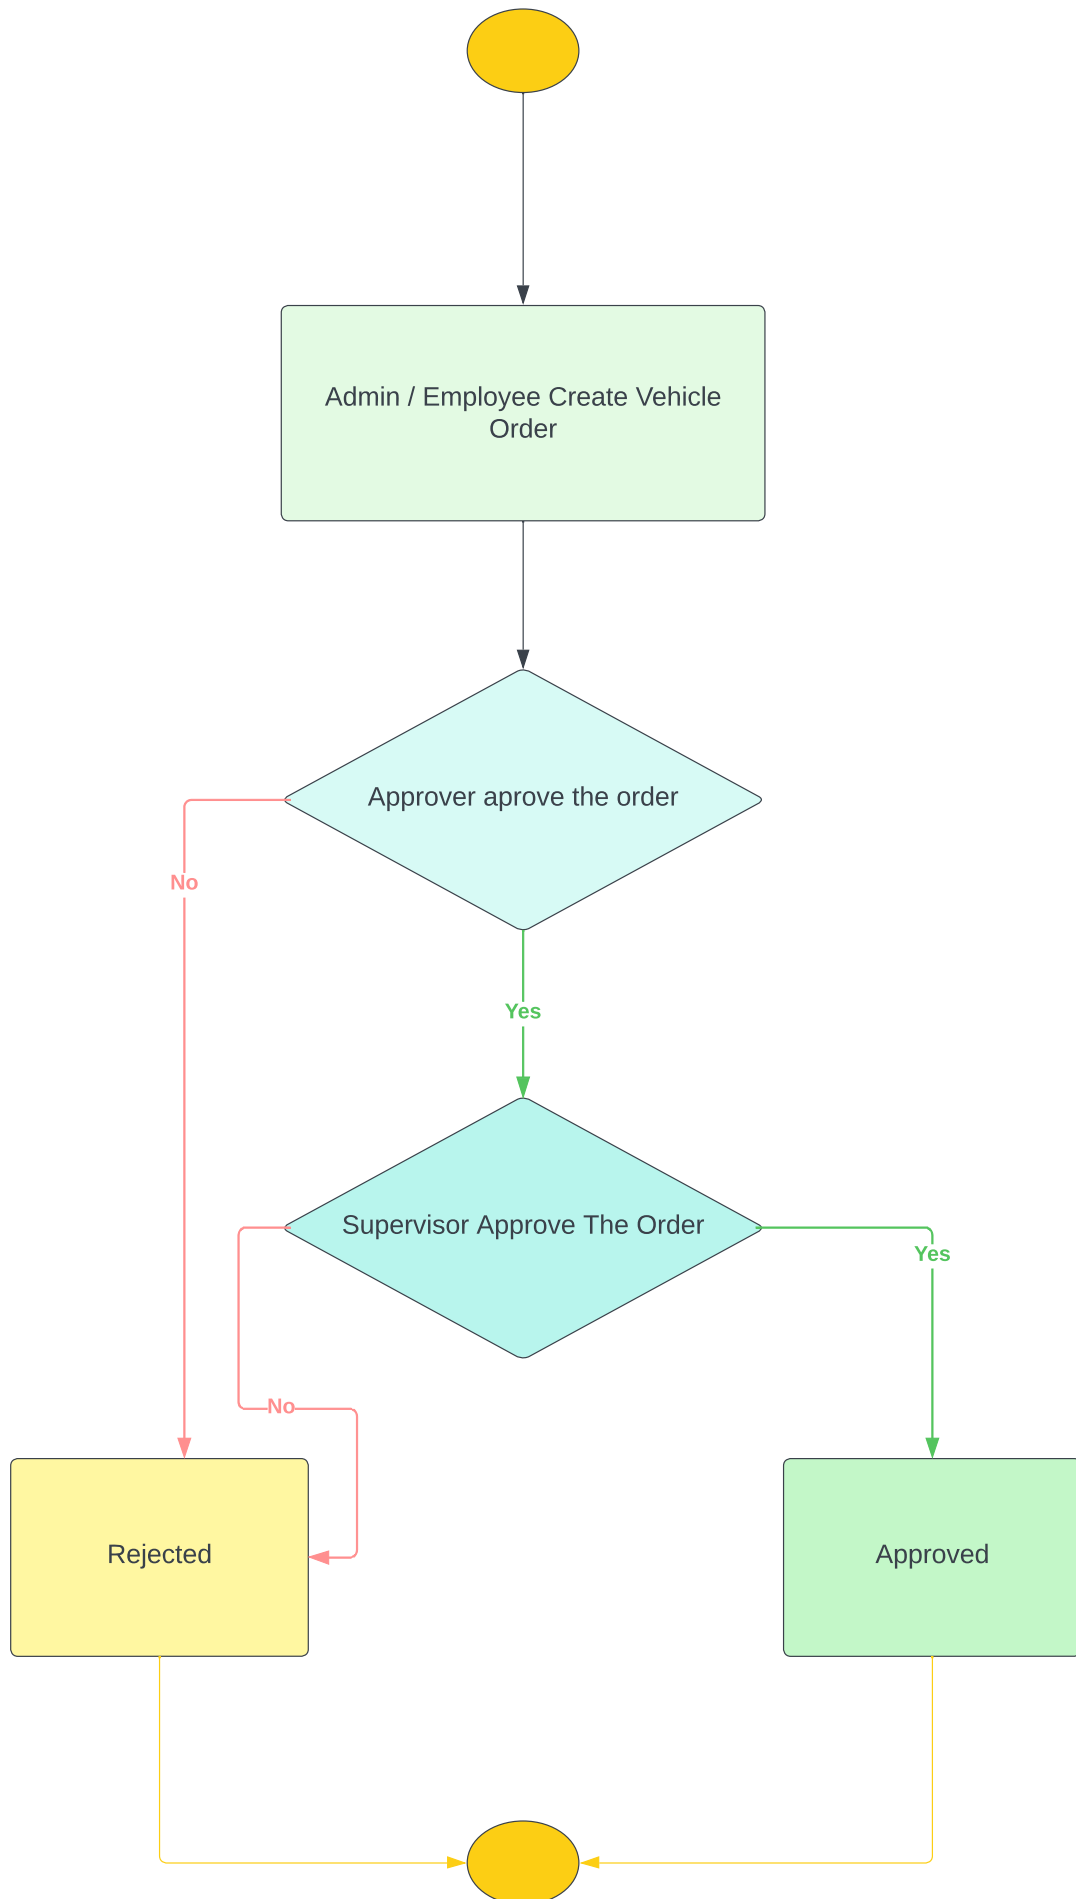 Admin / Employee Create Vehicle
Order
Approver aprove the order
No
Yes
Supervisor Approve The Order
Yes
No
Rejected
Approved